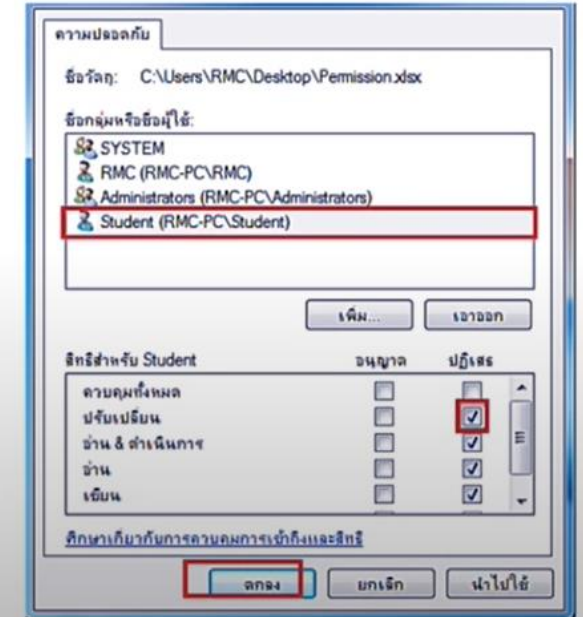 ความปลอดภัย
ชื่อวัตถุ: C:\Users\RMC\Desktop\Permission.xlsx
ชื่อกลุ่มหรือชื่อผู้ใช้:
SYSTEM
RMC (RMC-PC\RMC)
Administrators (RMC-PC\Administrators)
Student (RMC-PC\Student)
เพิ่ม... เอาออก
สิทธิสำหรับ Student อนุญาต ปฏิเสธ
ควบคุมทั้งหมด
ปรับเปลี่ยน
อ่าน & ดำเนินการ
อ่าน
เขียน
ศึกษาเกี่ยวกับการควบคุมการเข้าถึงและสิทธิ
ตกลง ยกเลิก นำไปใช้